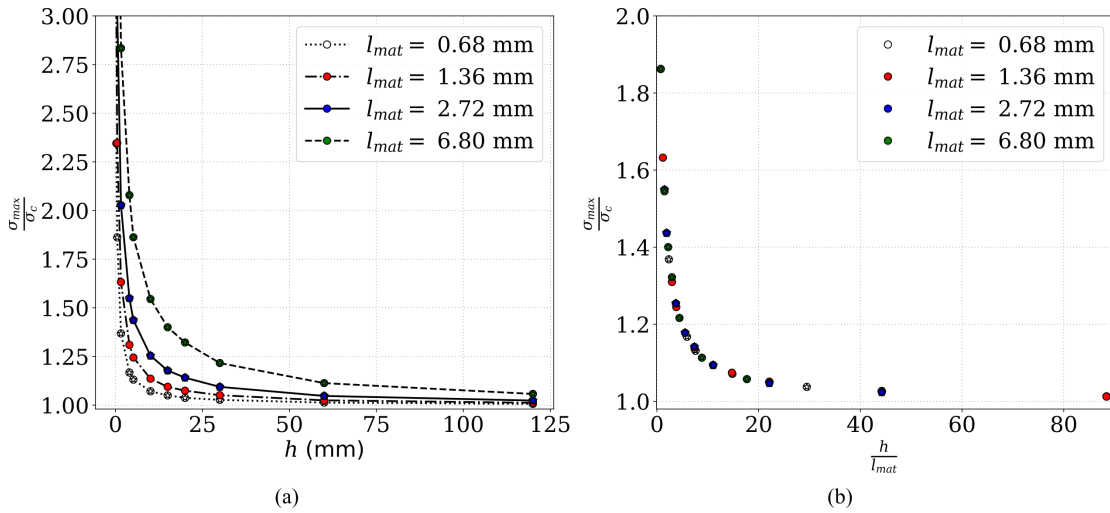 3.00
2.75
2.50
2.25
2.00
1.75
1.50
1.25
1.00
σmax/σc
0 25 50 75 100 125
h (mm)
lmat = 0.68 mm
lmat = 1.36 mm
lmat = 2.72 mm
lmat = 6.80 mm
(a)
2.0
1.8
1.6
1.4
1.2
1.0
σmax/σc
0 20 40 60 80
h/lmat
lmat = 0.68 mm
lmat = 1.36 mm
lmat = 2.72 mm
lmat = 6.80 mm
(b)